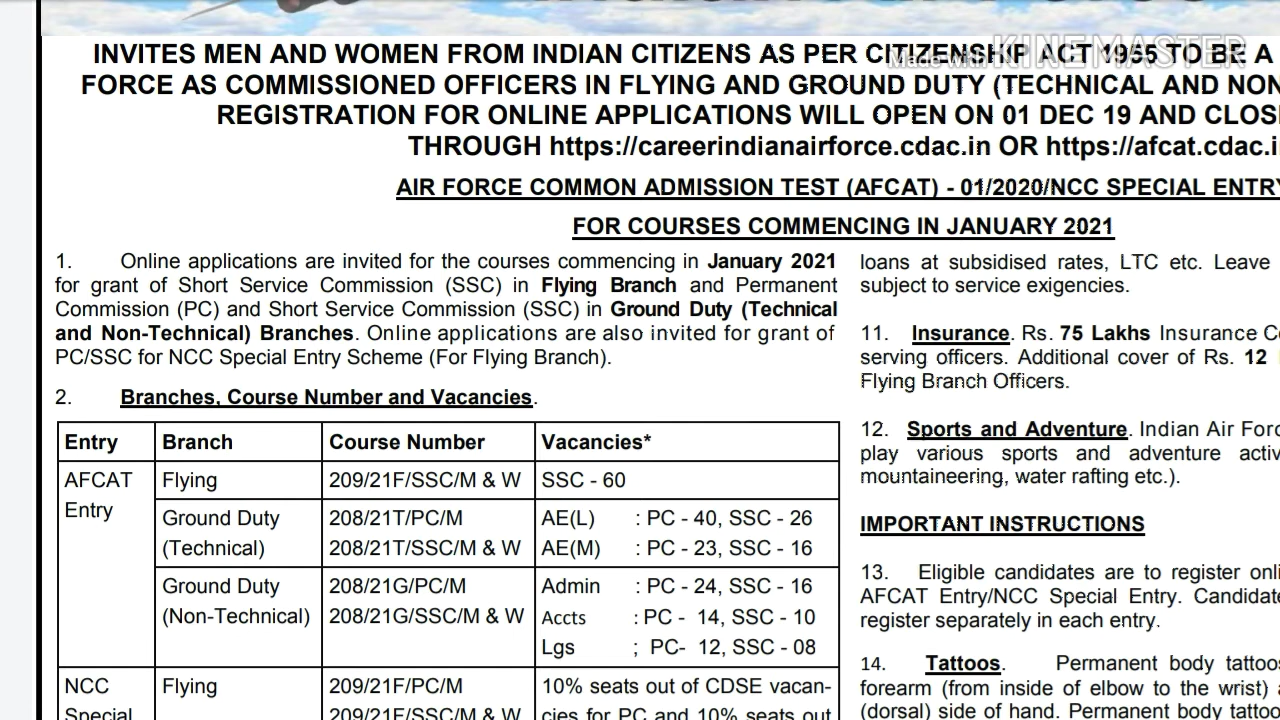 Made with KINEMASTER
INVITES MEN AND WOMEN FROM INDIAN CITIZENS AS PER CITIZENSHIP ACT 1955 TO BE A
FORCE AS COMMISSIONED OFFICERS IN FLYING AND GROUND DUTY (TECHNICAL AND NON
REGISTRATION FOR ONLINE APPLICATIONS WILL OPEN ON 01 DEC 19 AND CLOS
THROUGH https://careerindianairforce.cdac.in OR https://afcat.cdac.i
AIR FORCE COMMON ADMISSION TEST (AFCAT) - 01/2020/NCC SPECIAL ENTRY
FOR COURSES COMMENCING IN JANUARY 2021
1. Online applications are invited for the courses commencing in January 2021
for grant of Short Service Commission (SSC) in Flying Branch and Permanent
Commission (PC) and Short Service Commission (SSC) in Ground Duty (Technical
and Non-Technical) Branches. Online applications are also invited for grant of
PC/SSC for NCC Special Entry Scheme (For Flying Branch).
2. Branches, Course Number and Vacancies.
Entry Branch Course Number Vacancies*
AFCAT Flying 209/21F/SSC/M & W SSC - 60
Entry
Ground Duty 208/21T/PC/M AE(L) : PC - 40, SSC - 26
(Technical) 208/21T/SSC/M & W AE(M) : PC - 23, SSC - 16
Ground Duty 208/21G/PC/M Admin : PC - 24, SSC - 16
(Non-Technical) 208/21G/SSC/M & W Accts : PC - 14, SSC - 10
Lgs ; PC- 12, SSC - 08
NCC Flying 209/21F/PC/M 10% seats out of CDSE vacan-
Special 209/21F/SSC/M & W cies for PC and 10% seats out
loans at subsidised rates, LTC etc. Leave
subject to service exigencies.
11. Insurance. Rs. 75 Lakhs Insurance Co
serving officers. Additional cover of Rs. 12
Flying Branch Officers.
12. Sports and Adventure. Indian Air Forc
play various sports and adventure activ
mountaineering, water rafting etc.).
IMPORTANT INSTRUCTIONS
13. Eligible candidates are to register onli
AFCAT Entry/NCC Special Entry. Candidate
register separately in each entry.
14. Tattoos. Permanent body tattoos
forearm (from inside of elbow to the wrist) a
(dorsal) side of hand. Permanent body tattoo